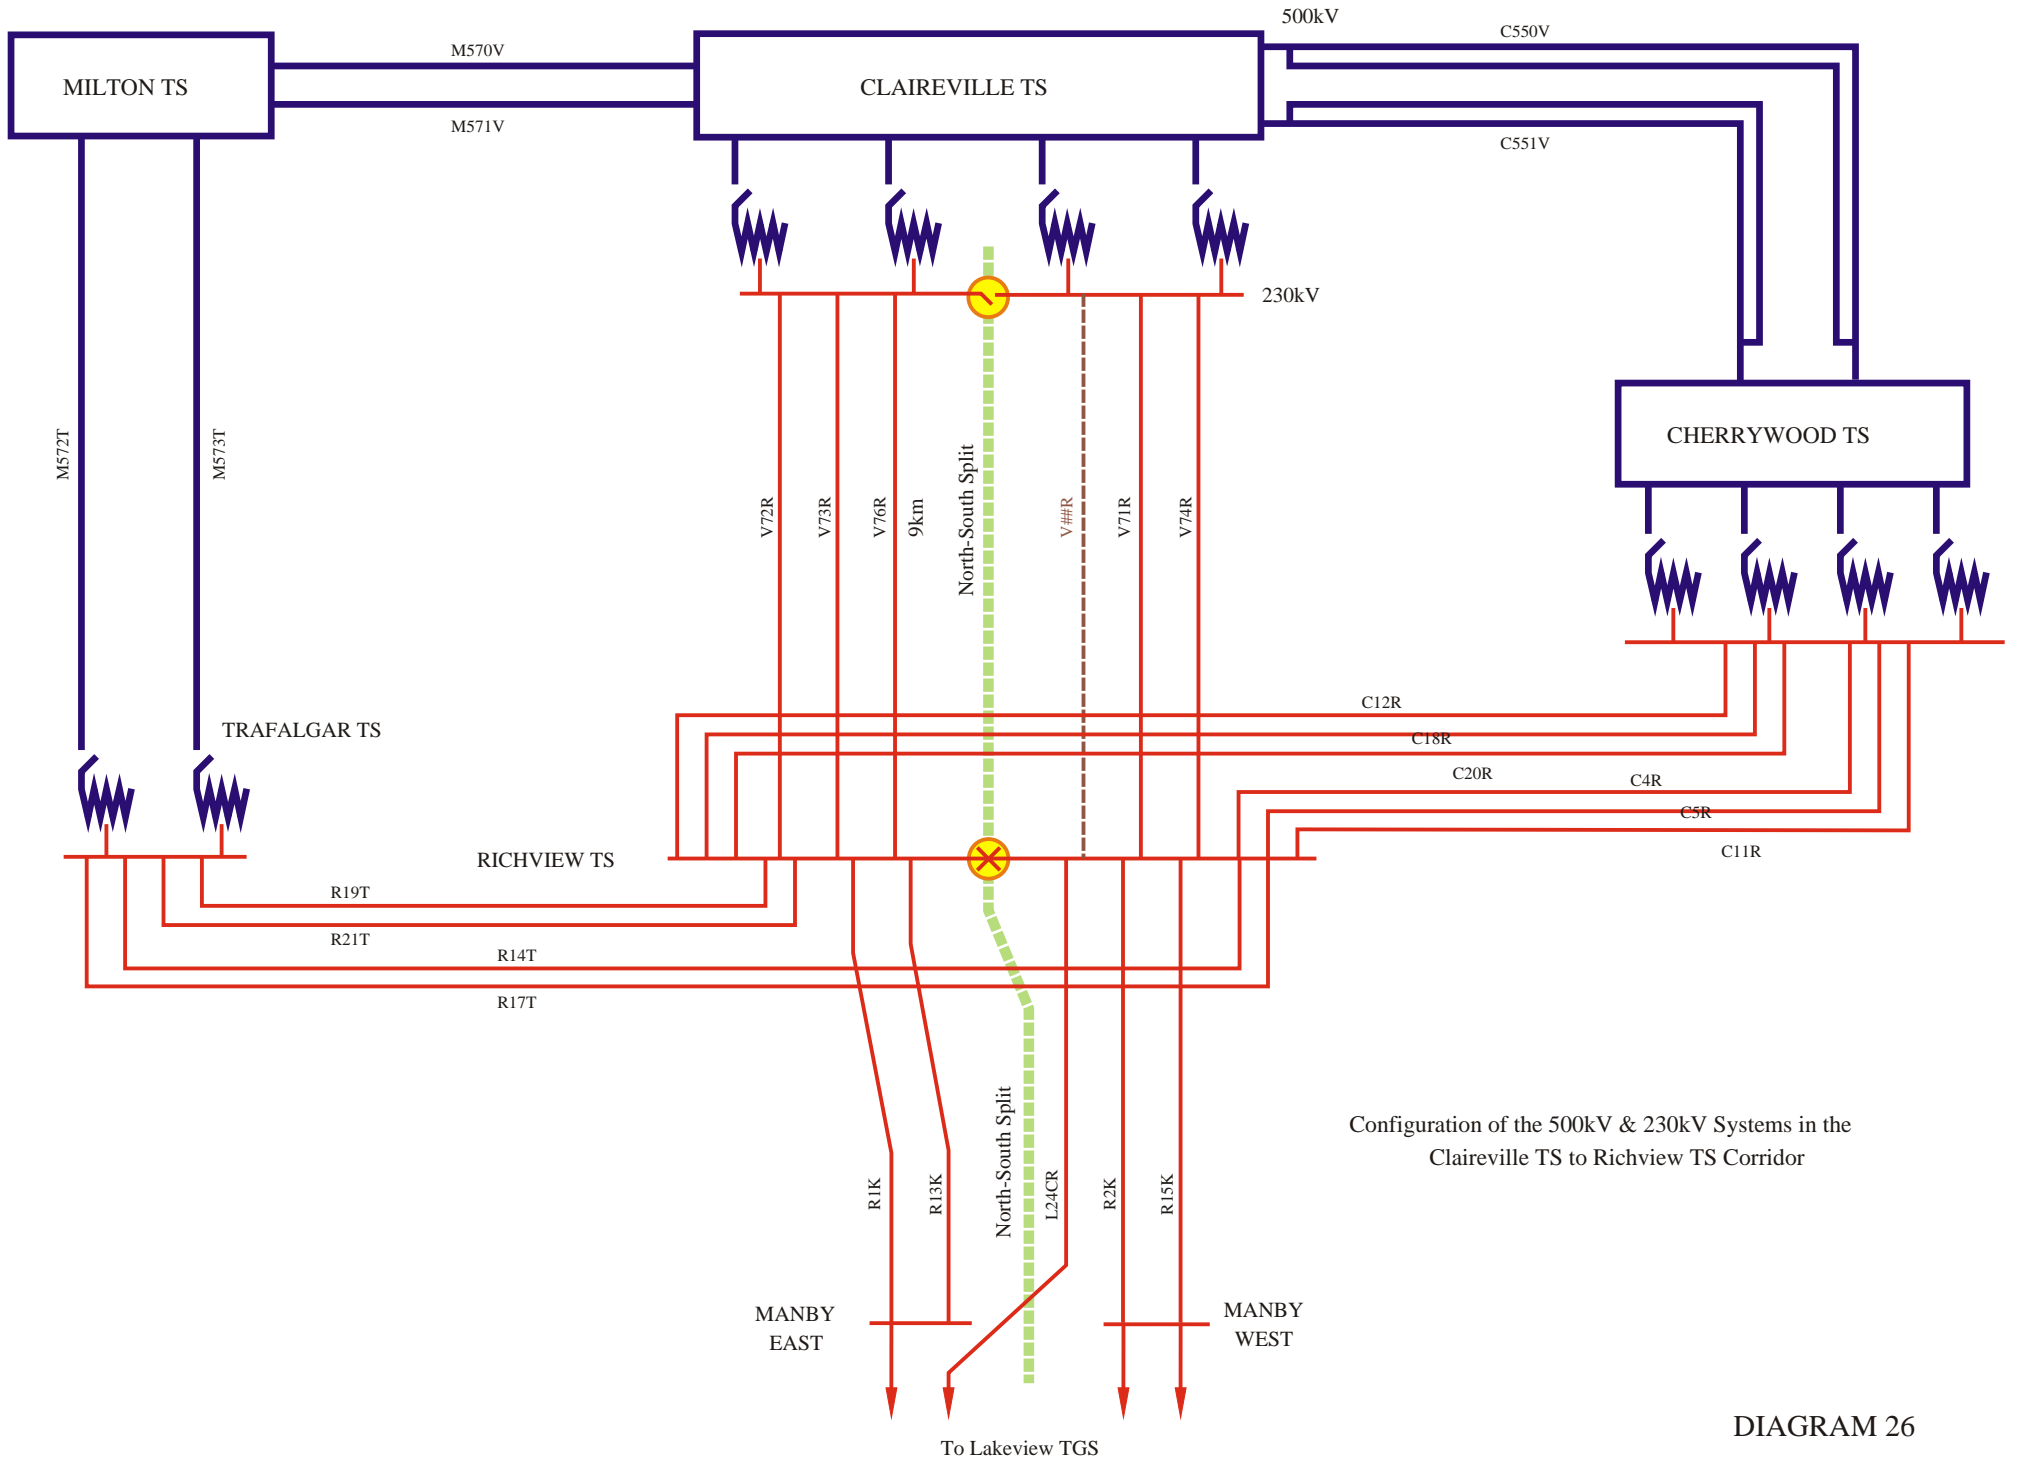 500kV
MILTON TS
M570V
M571V
CLAIREVILLE TS
C550V
C551V
230kV
CHERRYWOOD TS
M572T
M573T
V72R
V73R
V76R
9km
North-South Split
V##R
V71R
V74R
TRAFALGAR TS
C12R
C18R
C20R
C4R
C5R
C11R
RICHVIEW TS
R19T
R21T
R14T
R17T
R1K
R13K
North-South Split
L24CR
R2K
R15K
Configuration of the 500kV & 230kV Systems in the
Claireville TS to Richview TS Corridor
MANBY
EAST
MANBY
WEST
To Lakeview TGS
DIAGRAM 26